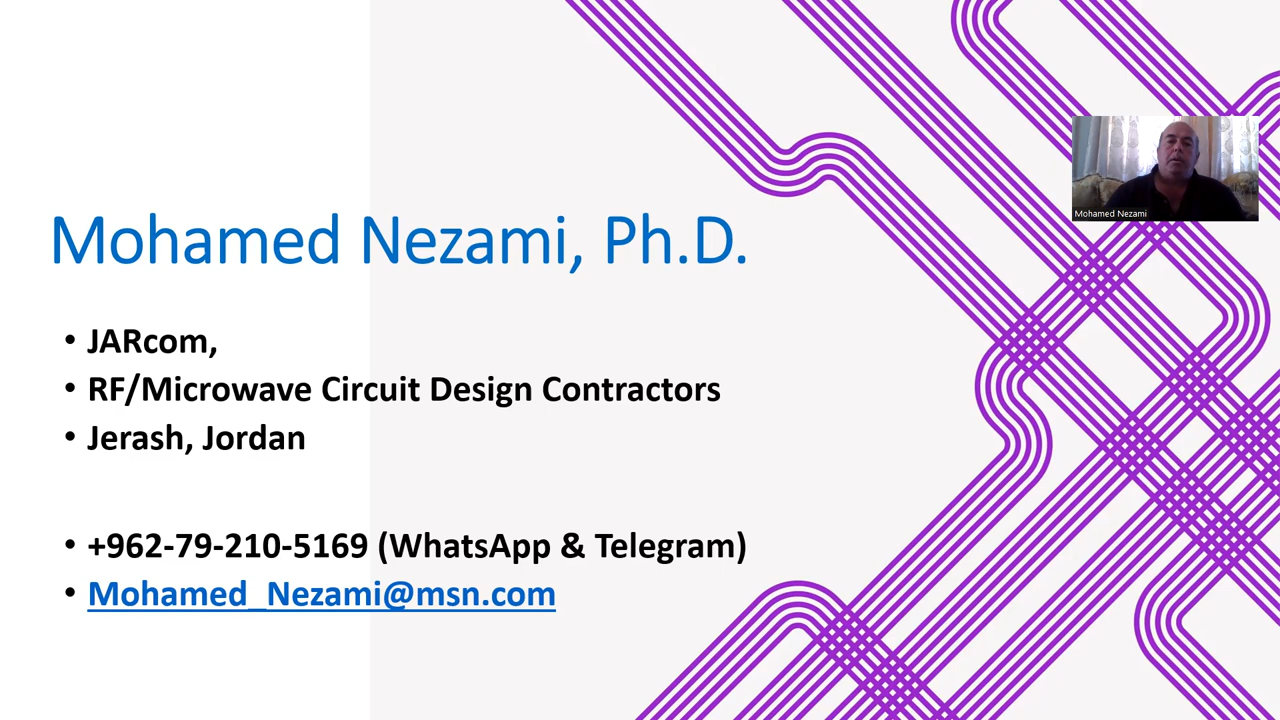 Mohamed Nezami
Mohamed Nezami, Ph.D.
• JARcom,
• RF/Microwave Circuit Design Contractors
• Jerash, Jordan
• +962-79-210-5169 (WhatsApp & Telegram)
• Mohamed_Nezami@msn.com